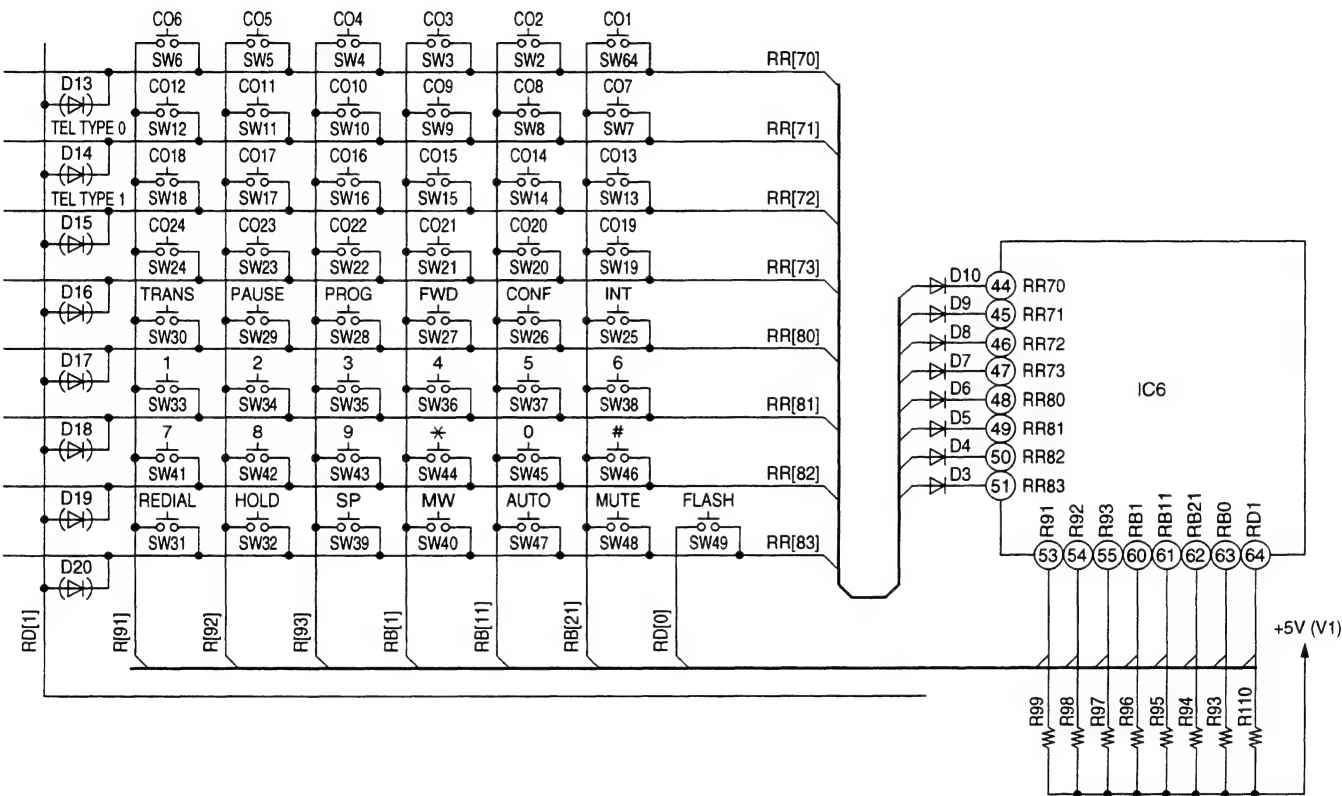 CO6 CO5 CO4 CO3 CO2 CO1
SW6 SW5 SW4 SW3 SW2 SW64 RR[70]
D13 CO12 CO11 CO10 CO9 CO8 CO7
TEL TYPE 0 SW12 SW11 SW10 SW9 SW8 SW7 RR[71]
D14 CO18 CO17 CO16 CO15 CO14 CO13
TEL TYPE 1 SW18 SW17 SW16 SW15 SW14 SW13 RR[72]
D15 CO24 CO23 CO22 CO21 CO20 CO19
SW24 SW23 SW22 SW21 SW20 SW19 RR[73]
D16 TRANS PAUSE PROG FWD CONF INT
SW30 SW29 SW28 SW27 SW26 SW25 RR[80]
D17 1 2 3 4 5 6
SW33 SW34 SW35 SW36 SW37 SW38 RR[81]
D18 7 8 9 * 0 #
SW41 SW42 SW43 SW44 SW45 SW46 RR[82]
D19 REDIAL HOLD SP MW AUTO MUTE FLASH
SW31 SW32 SW39 SW40 SW47 SW48 SW49 RR[83]
D20
RD[1] R[91] R[92] R[93] RB[1] RB[11] RB[21] RD[0]
D10 44 RR70
D9 45 RR71
D8 46 RR72
D7 47 RR73
D6 48 RR80
D5 49 RR81
D4 50 RR82
D3 51 RR83
IC6
R91 R92 R93 RB1 RB11 RB21 RB0 RD1
53 54 55 60 61 62 63 64
+5V (V1)
R99 R98 R97 R96 R95 R94 R93 R110